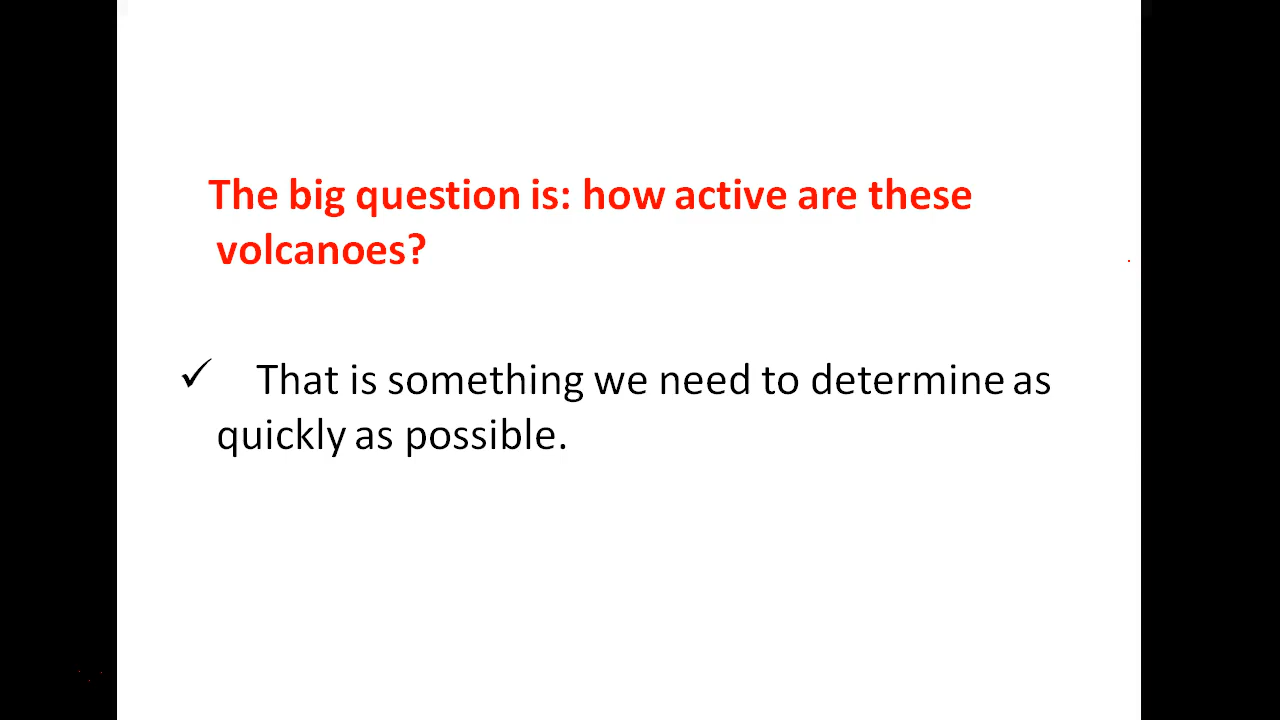 The big question is: how active are these
volcanoes?
✓ That is something we need to determine as
quickly as possible.